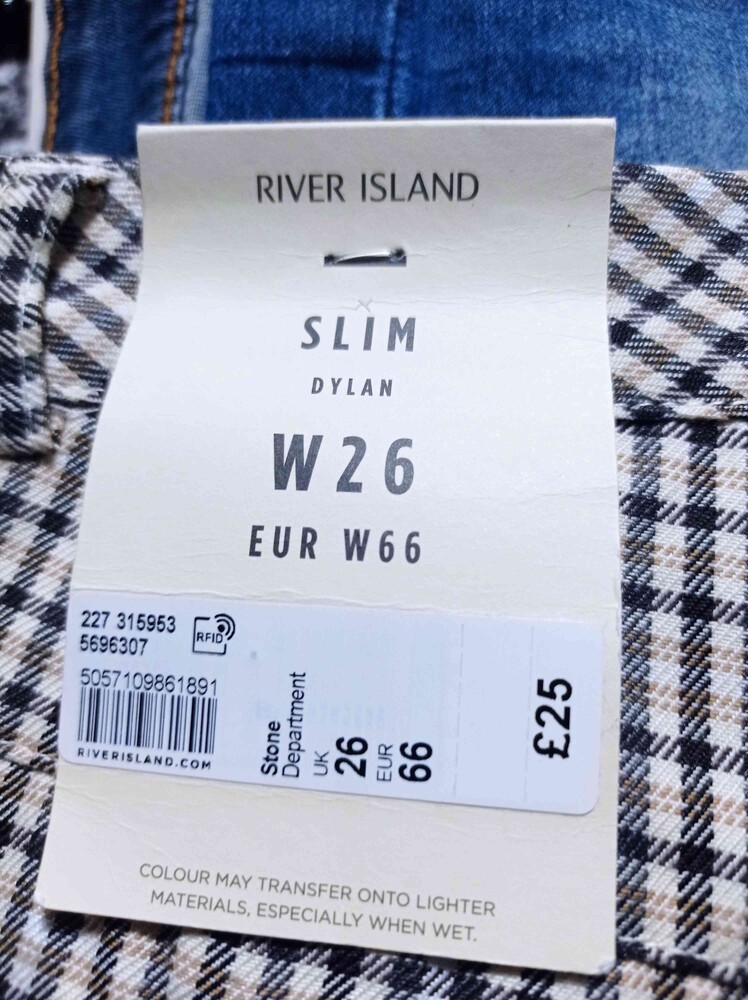 RIVER ISLAND
SLIM
DYLAN
W26
EUR W66
227 315953
5696307
RFID
5057109861891
RIVERISLAND.COM
Stone
Department
UK
26
EUR
66
£25
COLOUR MAY TRANSFER ONTO LIGHTER
MATERIALS, ESPECIALLY WHEN WET.